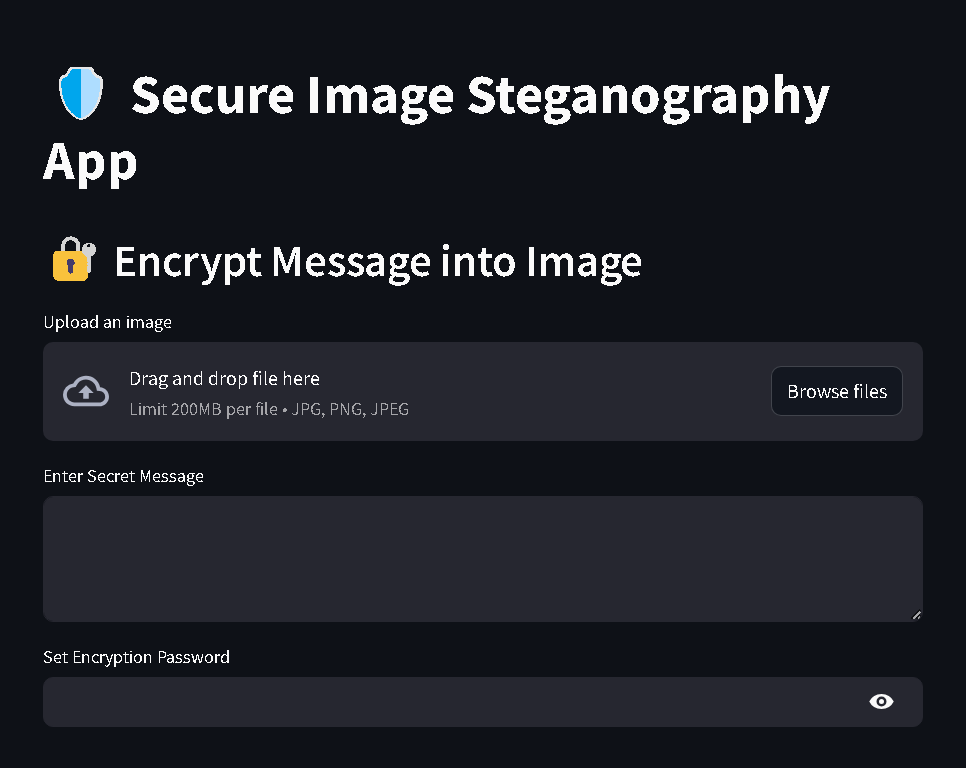 Secure Image Steganography
App
Encrypt Message into Image
Upload an image
Drag and drop file here
Limit 200MB per file • JPG, PNG, JPEG
Browse files
Enter Secret Message
Set Encryption Password